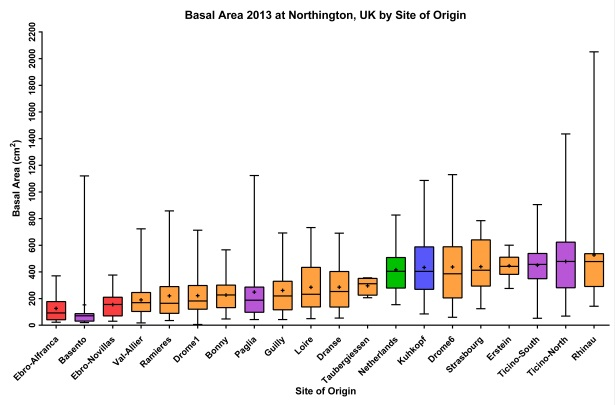 Basal Area 2013 at Northington, UK by Site of Origin
Basal Area (cm²)
2200
2000
1800
1600
1400
1200
1000
800
600
400
200
0
Ebro-Alfranca
Basento
Ebro-Novillas
Val-Allier
Ramieres
Drome1
Bonny
Paglia
Guilly
Loire
Dranse
Taubergiessen
Netherlands
Kuhkopf
Drome6
Strasbourg
Erstein
Ticino-South
Ticino-North
Rhinau
Site of Origin